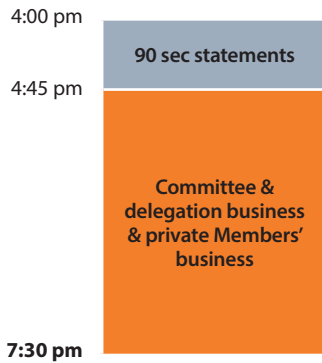 4:00 pm
90 sec statements
4:45 pm
Committee &
delegation business
& private Members’
business
7:30 pm